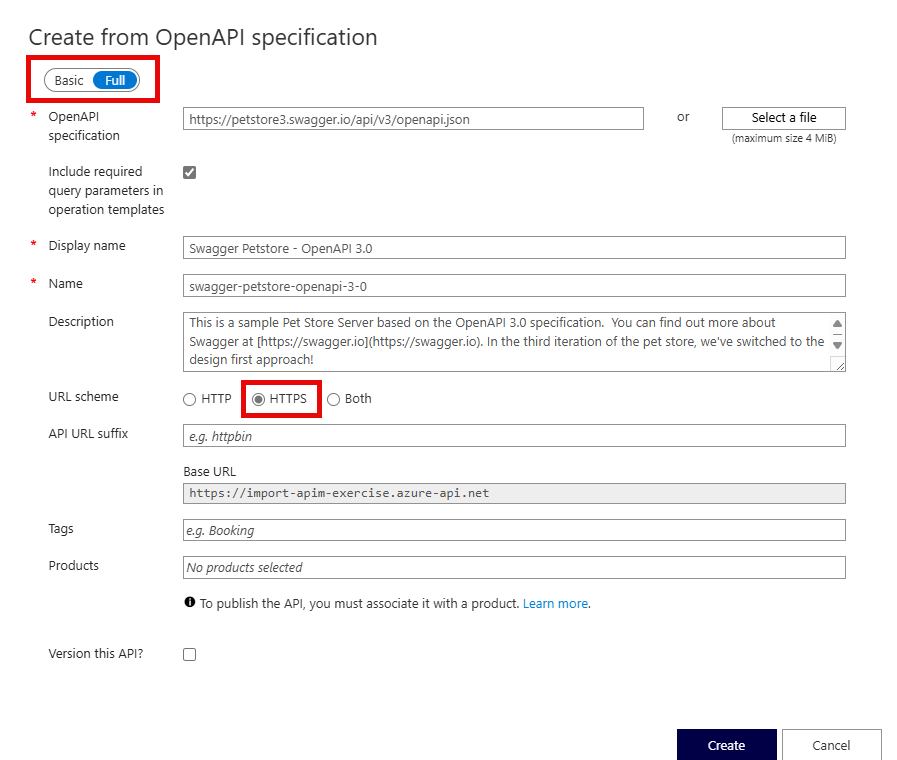 Create from OpenAPI specification
Basic Full
* OpenAPI
specification
https://petstore3.swagger.io/api/v3/openapi.json
or
Select a file
(maximum size 4 MiB)
Include required
query parameters in
operation templates
* Display name
Swagger Petstore - OpenAPI 3.0
* Name
swagger-petstore-openapi-3-0
Description
This is a sample Pet Store Server based on the OpenAPI 3.0 specification.  You can find out more about
Swagger at [https://swagger.io](https://swagger.io). In the third iteration of the pet store, we've switched to the
design first approach!
URL scheme
HTTP HTTPS Both
API URL suffix
e.g. httpbin
Base URL
https://import-apim-exercise.azure-api.net
Tags
e.g. Booking
Products
No products selected
To publish the API, you must associate it with a product. Learn more.
Version this API?
Create
Cancel